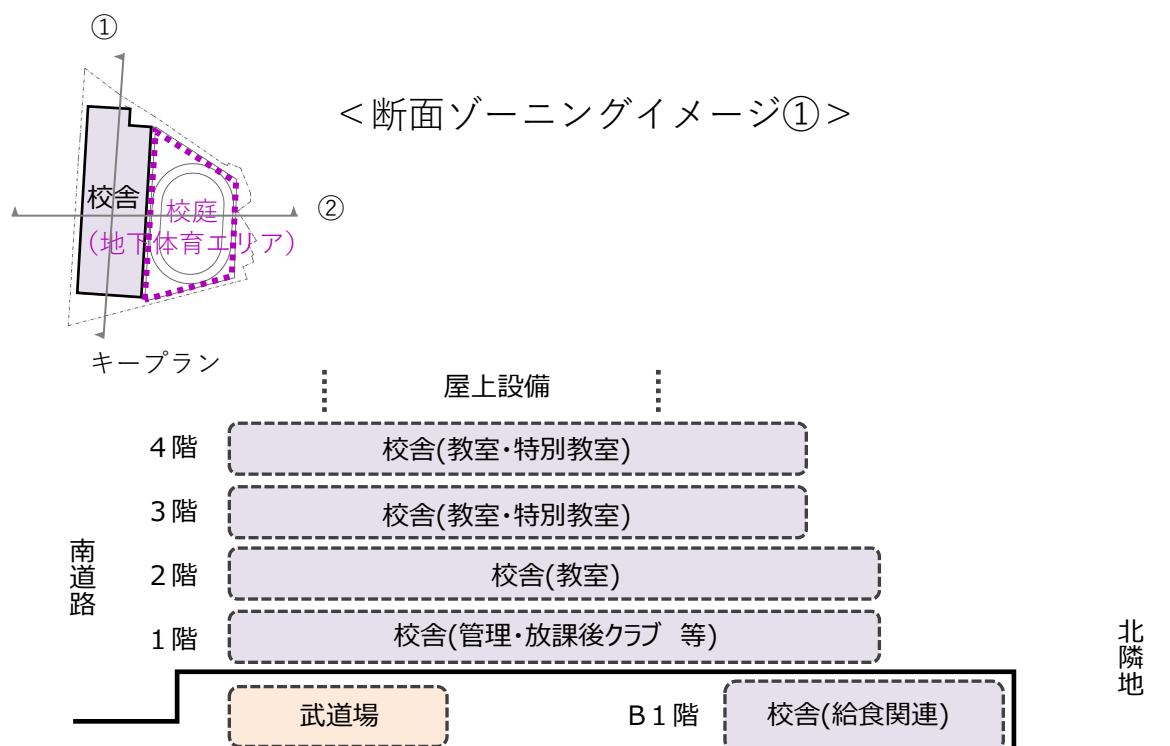 ①
＜断面ゾーニングイメージ①＞
校舎
校庭
②
（地下体育エリア）
キープラン
屋上設備
4階
校舎(教室・特別教室)
3階
校舎(教室・特別教室)
南道路
2階
校舎(教室)
1階
校舎(管理・放課後クラブ 等)
北隣地
武道場
B1階
校舎(給食関連)